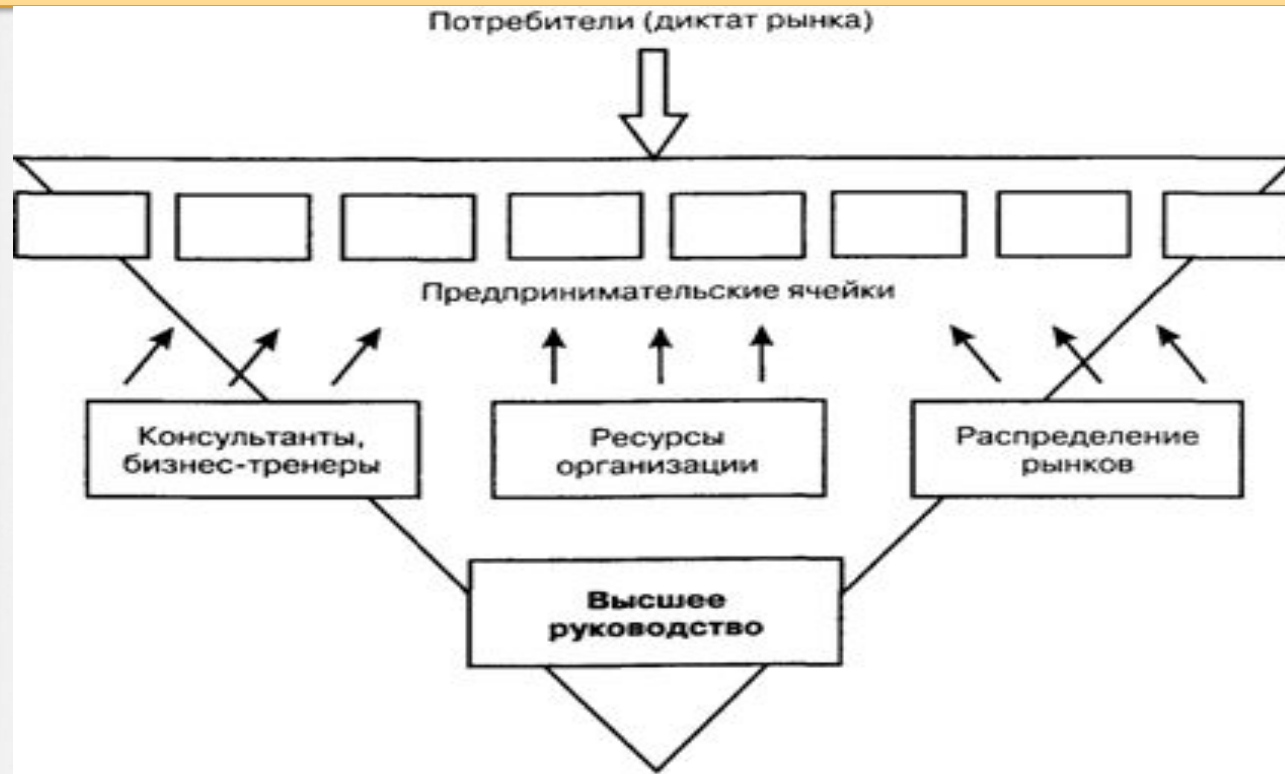 Потребители (диктат рынка)
Предпринимательские ячейки
Консультанты,
бизнес-тренеры
Ресурсы
организации
Распределение
рынков
Высшее
руководство